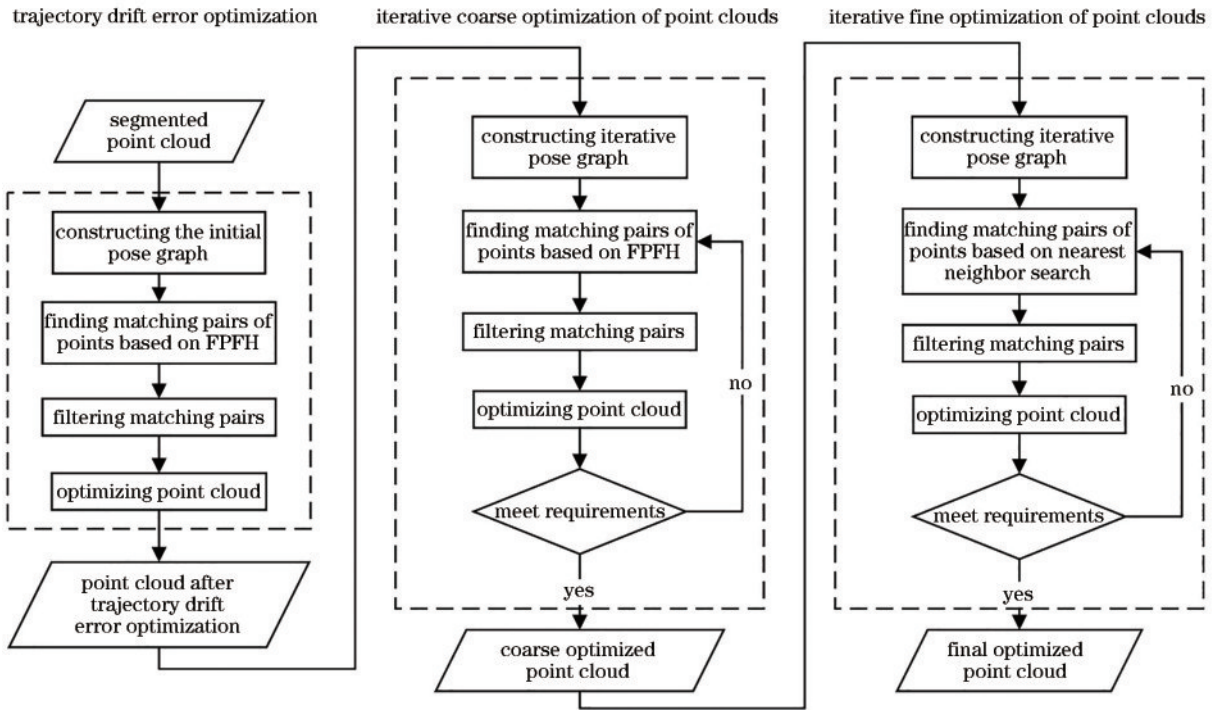 trajectory drift error optimization
segmented
point cloud
constructing the initial
pose graph
finding matching pairs of
points based on FPFH
filtering matching pairs
optimizing point cloud
point cloud after
trajectory drift
error optimization
iterative coarse optimization of point clouds
constructing iterative
pose graph
finding matching pairs of
points based on FPFH
filtering matching pairs
optimizing point cloud
no
meet requirements
yes
coarse optimized
point cloud
iterative fine optimization of point clouds
constructing iterative
pose graph
finding matching pairs of
points based on nearest
neighbor search
filtering matching pairs
no
optimizing point cloud
meet requirements
yes
final optimized
point cloud